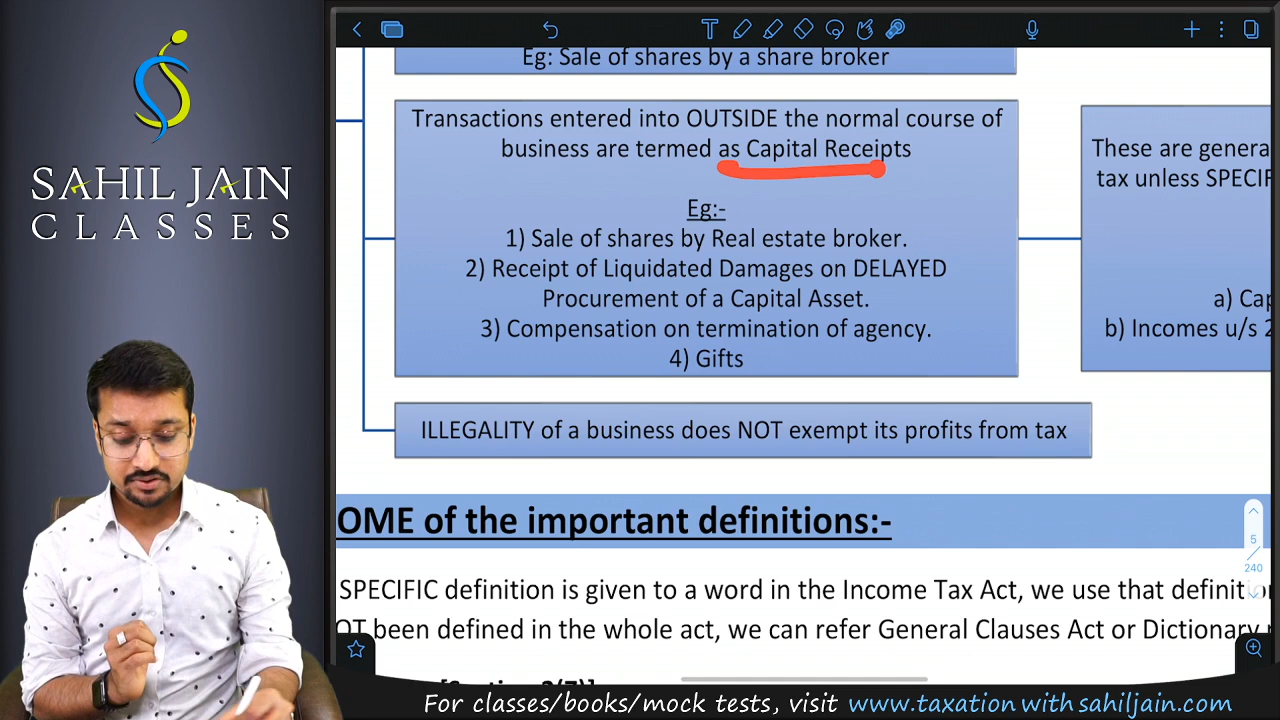 SAHIL JAIN
CLASSES
Eg: Sale of shares by a share broker
Transactions entered into OUTSIDE the normal course of
business are termed as Capital Receipts
Eg:-
1) Sale of shares by Real estate broker.
2) Receipt of Liquidated Damages on DELAYED
Procurement of a Capital Asset.
3) Compensation on termination of agency.
4) Gifts
These are genera
tax unless SPECIF
a) Cap
b) Incomes u/s 2
ILLEGALITY of a business does NOT exempt its profits from tax
OME of the important definitions:-
5
240
SPECIFIC definition is given to a word in the Income Tax Act, we use that definition
OT been defined in the whole act, we can refer General Clauses Act or Dictionary
For classes/books/mock tests, visit www.taxationwithsahiljain.com